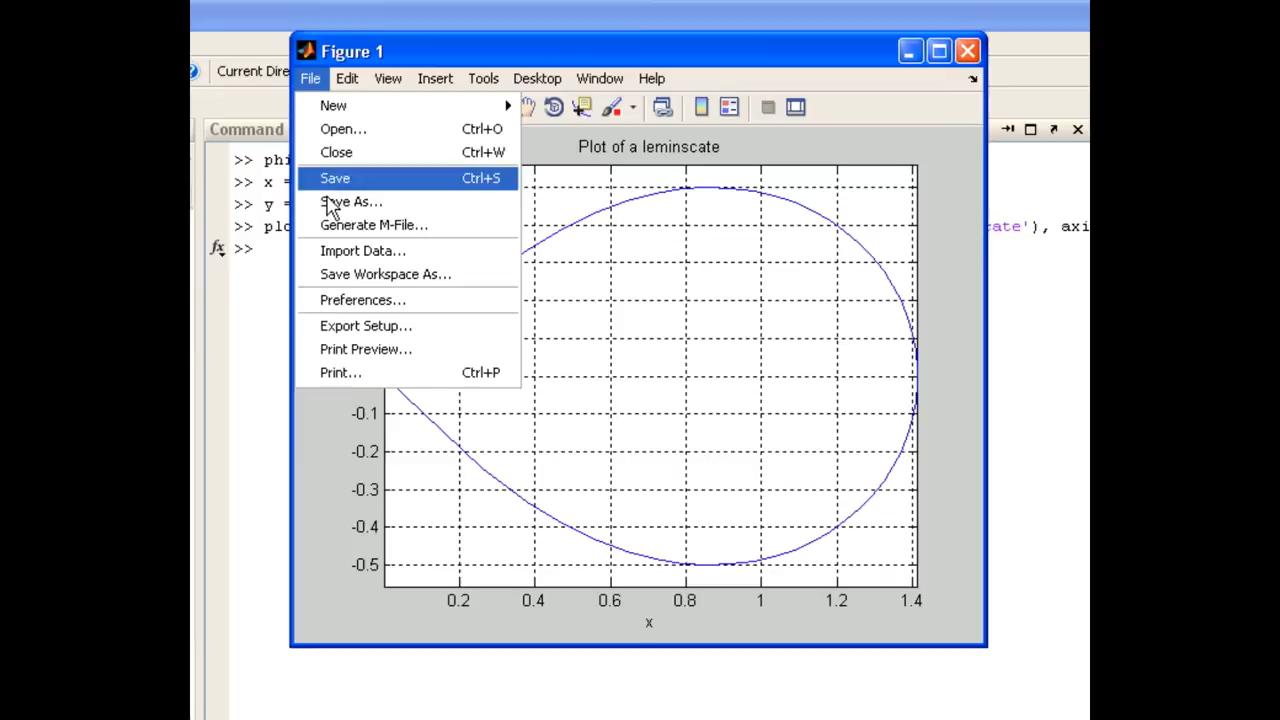 Figure 1
Current Dire
File Edit View Insert Tools Desktop Window Help
Command
New
Open... Ctrl+O
Close Ctrl+W
Save Ctrl+S
Save As...
Generate M-File...
Import Data...
Save Workspace As...
Preferences...
Export Setup...
Print Preview...
Print... Ctrl+P
>> phi
>> x =
>> y =
>> plo
cate'), axi
fx >>
Plot of a leminscate
-0.1
-0.2
-0.3
-0.4
-0.5
0.2 0.4 0.6 0.8 1 1.2 1.4
x